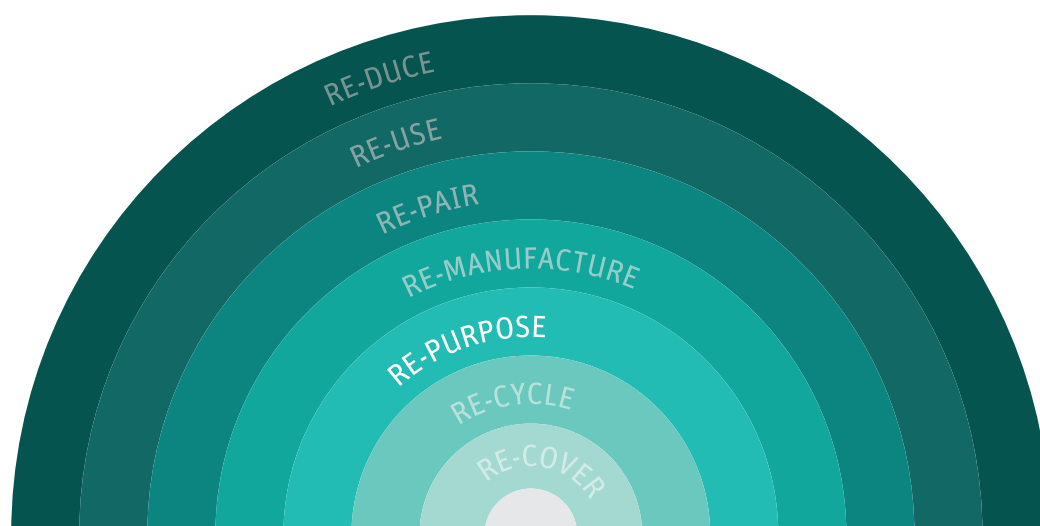 RE-DUCE
RE-USE
RE-PAIR
RE-MANUFACTURE
RE-PURPOSE
RE-CYCLE
RE-COVER